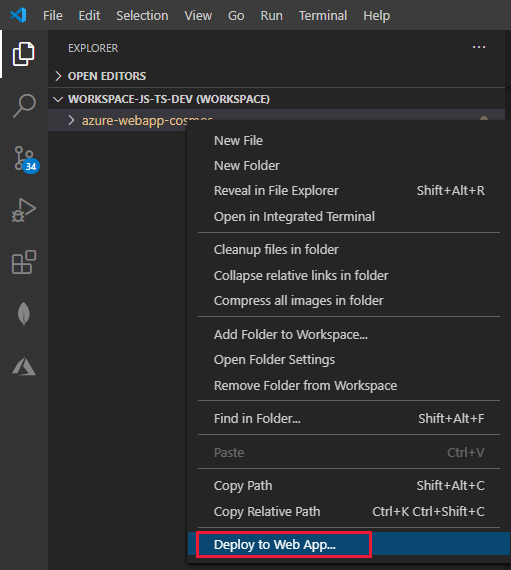 File Edit Selection View Go Run Terminal Help
EXPLORER ...
OPEN EDITORS
WORKSPACE-JS-TS-DEV (WORKSPACE)
azure-webapp-cosmos
34
New File
New Folder
Reveal in File Explorer Shift+Alt+R
Open in Integrated Terminal
Cleanup files in folder
Collapse relative links in folder
Compress all images in folder
Add Folder to Workspace...
Open Folder Settings
Remove Folder from Workspace
Find in Folder... Shift+Alt+F
Paste Ctrl+V
Copy Path Shift+Alt+C
Copy Relative Path Ctrl+K Ctrl+Shift+C
Deploy to Web App...